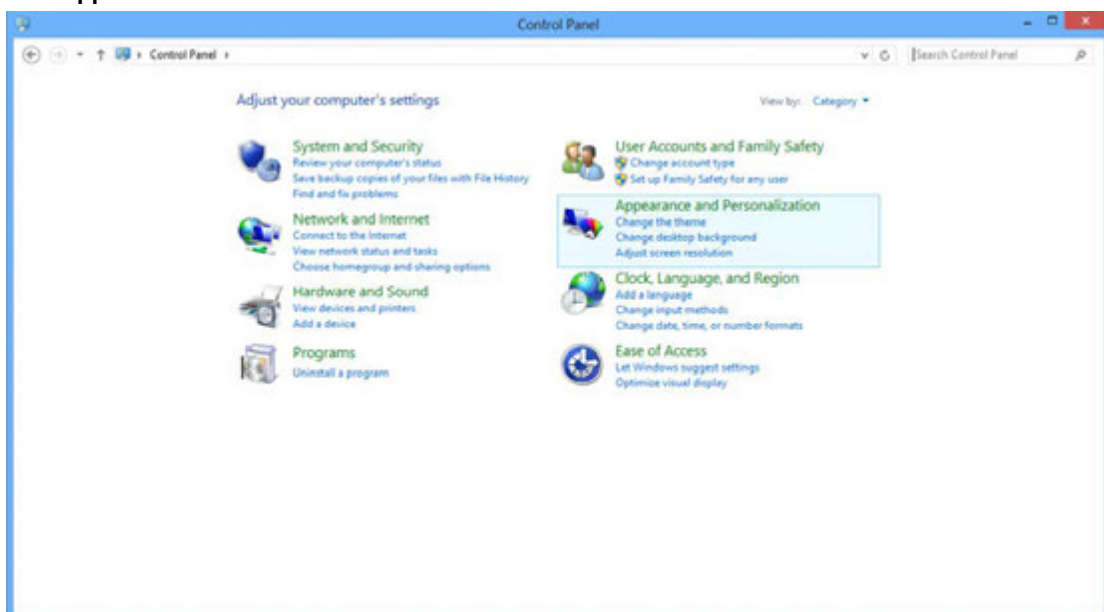 Control Panel
Control Panel
Search Control Panel
Adjust your computer's settings
View by: Category
System and Security
Review your computer's status
Save backup copies of your files with File History
Find and fix problems
Network and Internet
Connect to the Internet
View network status and tasks
Choose homegroup and sharing options
Hardware and Sound
View devices and printers
Add a device
Programs
Uninstall a program
User Accounts and Family Safety
Change account type
Set up Family Safety for any user
Appearance and Personalization
Change the theme
Change desktop background
Adjust screen resolution
Clock, Language, and Region
Add a language
Change input methods
Change date, time, or number formats
Ease of Access
Let Windows suggest settings
Optimize visual display